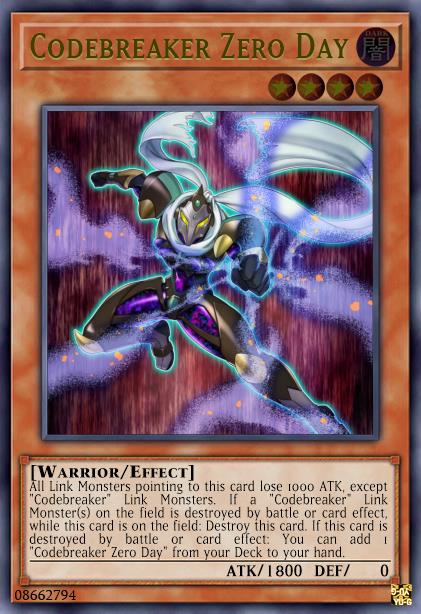 CODEBREAKER ZERO DAY
DARK
闇
[WARRIOR/EFFECT]
All Link Monsters pointing to this card lose 1000 ATK, except
"Codebreaker" Link Monsters. If a "Codebreaker" Link
Monster(s) on the field is destroyed by battle or card effect,
while this card is on the field: Destroy this card. If this card is
destroyed by battle or card effect: You can add 1
"Codebreaker Zero Day" from your Deck to your hand.
ATK/1800 DEF/ 0
08662794